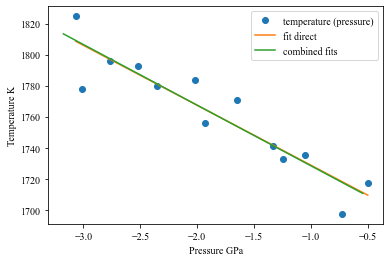 1820
1800
1780
1760
1740
1720
1700
Temperature K
temperature (pressure)
fit direct
combined fits
−3.0 −2.5 −2.0 −1.5 −1.0 −0.5
Pressure GPa